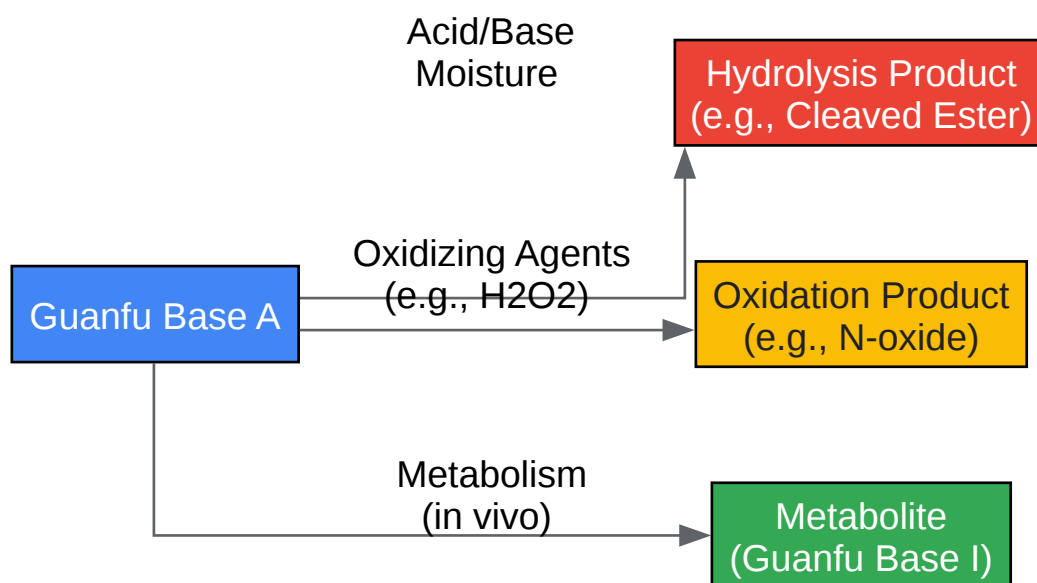 Acid/Base
Moisture
Hydrolysis Product
(e.g., Cleaved Ester)
Oxidizing Agents
(e.g., H2O2)
Guanfu Base A
Oxidation Product
(e.g., N-oxide)
Metabolism
(in vivo)
Metabolite
(Guanfu Base I)